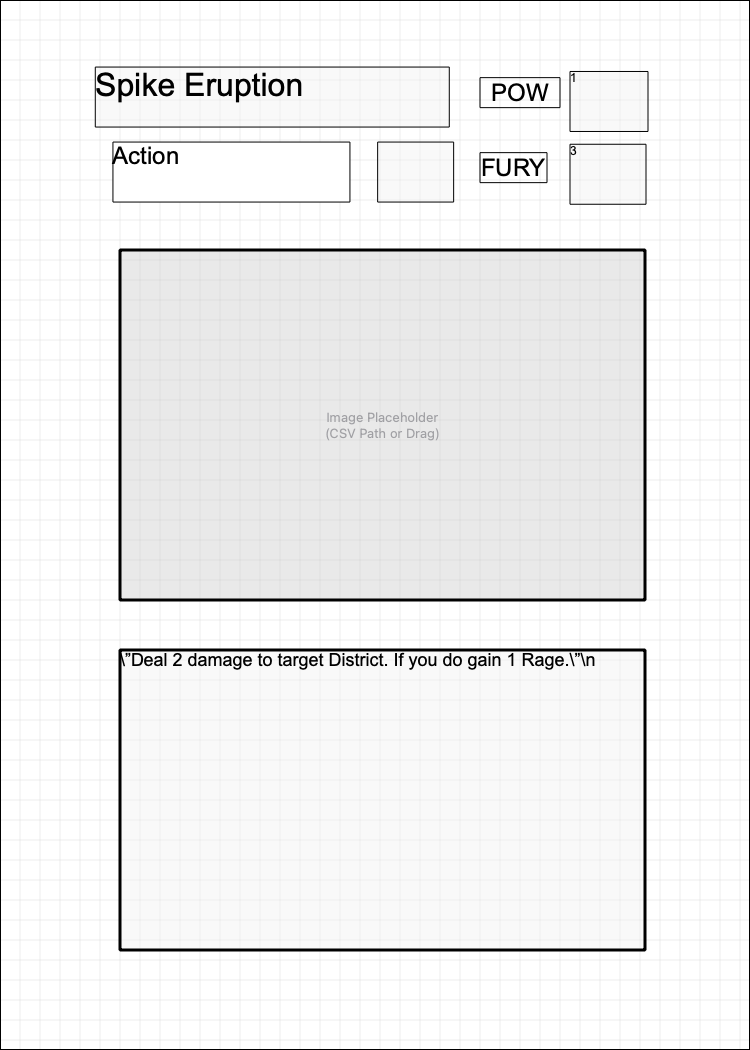 Spike Eruption
POW
1
Action
FURY
3
Image Placeholder
(CSV Path or Drag)
\”Deal 2 damage to target District. If you do gain 1 Rage.\”\n